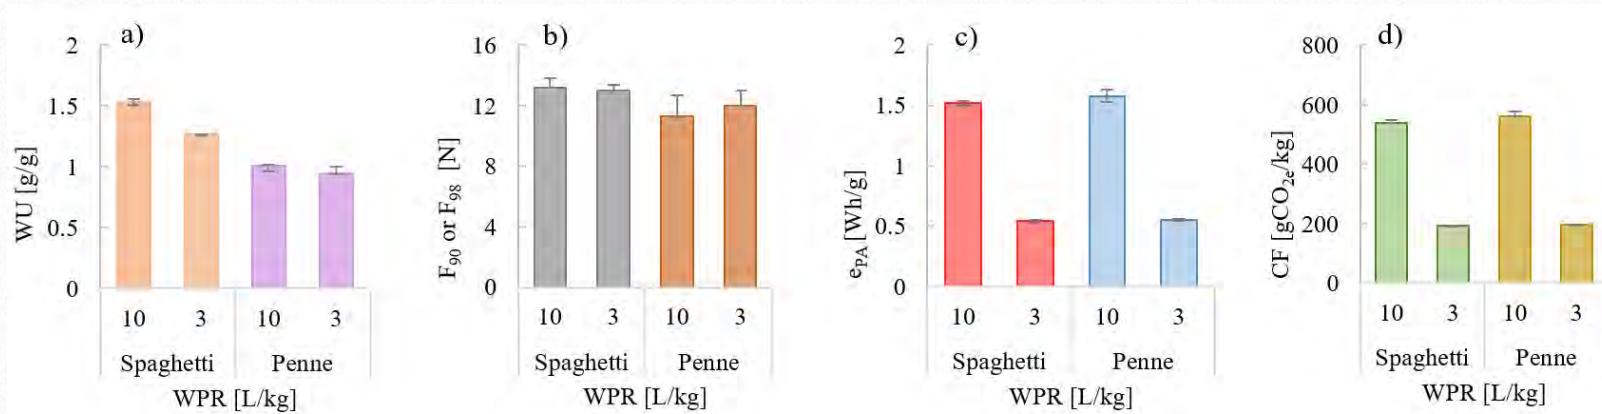 a)
WU [g/g]
2
1.5
1
0.5
0
10 3 10 3
Spaghetti Penne
WPR [L/kg]
b)
F90 or F98 [N]
16
12
8
4
0
10 3 10 3
Spaghetti Penne
WPR [L/kg]
c)
ePA [Wh/g]
2
1.5
1
0.5
0
10 3 10 3
Spaghetti Penne
WPR [L/kg]
d)
CF [gCO2e/kg]
800
600
400
200
0
10 3 10 3
Spaghetti Penne
WPR [L/kg]